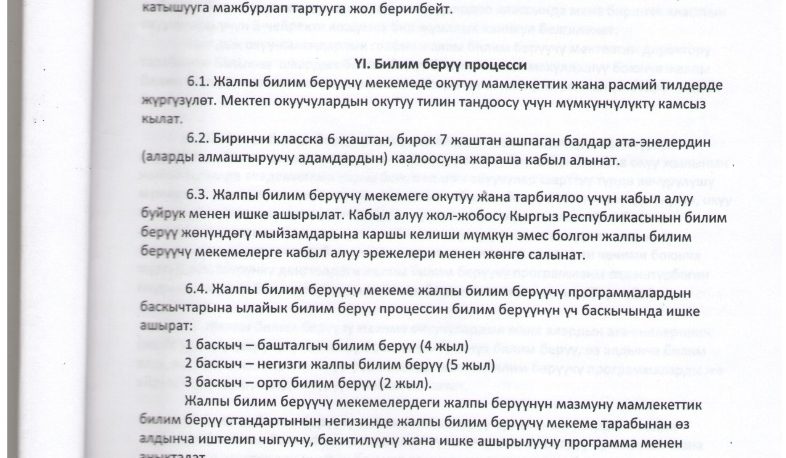 катышууга мажбурлап тартууга жол берилбейт.
ҮІ. Билим берүү процесси
6.1. Жалпы билим берүүчү мекемеде окутуу мамлекеттик жана расмий тилдерде
жүргүзүлөт. Мектеп окуучулардын окутуу тилин тандоосу үчүн мүмкүнчүлүктү камсыз
кылат.
6.2. Биринчи класска 6 жаштан, бирок 7 жаштан ашпаган балдар ата-энелердин
(аларды алмаштыруучу адамдардын) каалоосуна жараша кабыл алынат.
6.3. Жалпы билим берүүчү мекемеге окутуу жана тарбиялоо үчүн кабыл алуу
буйрук менен ишке ашырылат. Кабыл алуу жол-жобосу Кыргыз Республикасынын билим
берүү жөнүндөгү мыйзамдарына каршы келиши мүмкүн эмес болгон жалпы билим
берүүчү мекемелерге кабыл алуу эрежелери менен жөнгө салынат.
6.4. Жалпы билим берүүчү мекеме жалпы билим берүүчү программалардын
баскычтарына ылайык билим берүү процессин билим берүүнүн үч баскычында ишке
ашырат:
1 баскыч – башталгыч билим берүү (4 жыл)
2 баскыч – негизги жалпы билим берүү (5 жыл)
3 баскыч – орто билим берүү (2 жыл).
Жалпы билим берүүчү мекемелердеги жалпы берүүнүн мазмуну мамлекеттик
билим берүү стандартынын негизинде жалпы билим берүүчү мекеме тарабынан өз
алдынча иштелип чыгуучу, бекитилүүчү жана ишке ашырылуучу программа менен
аныкталат.